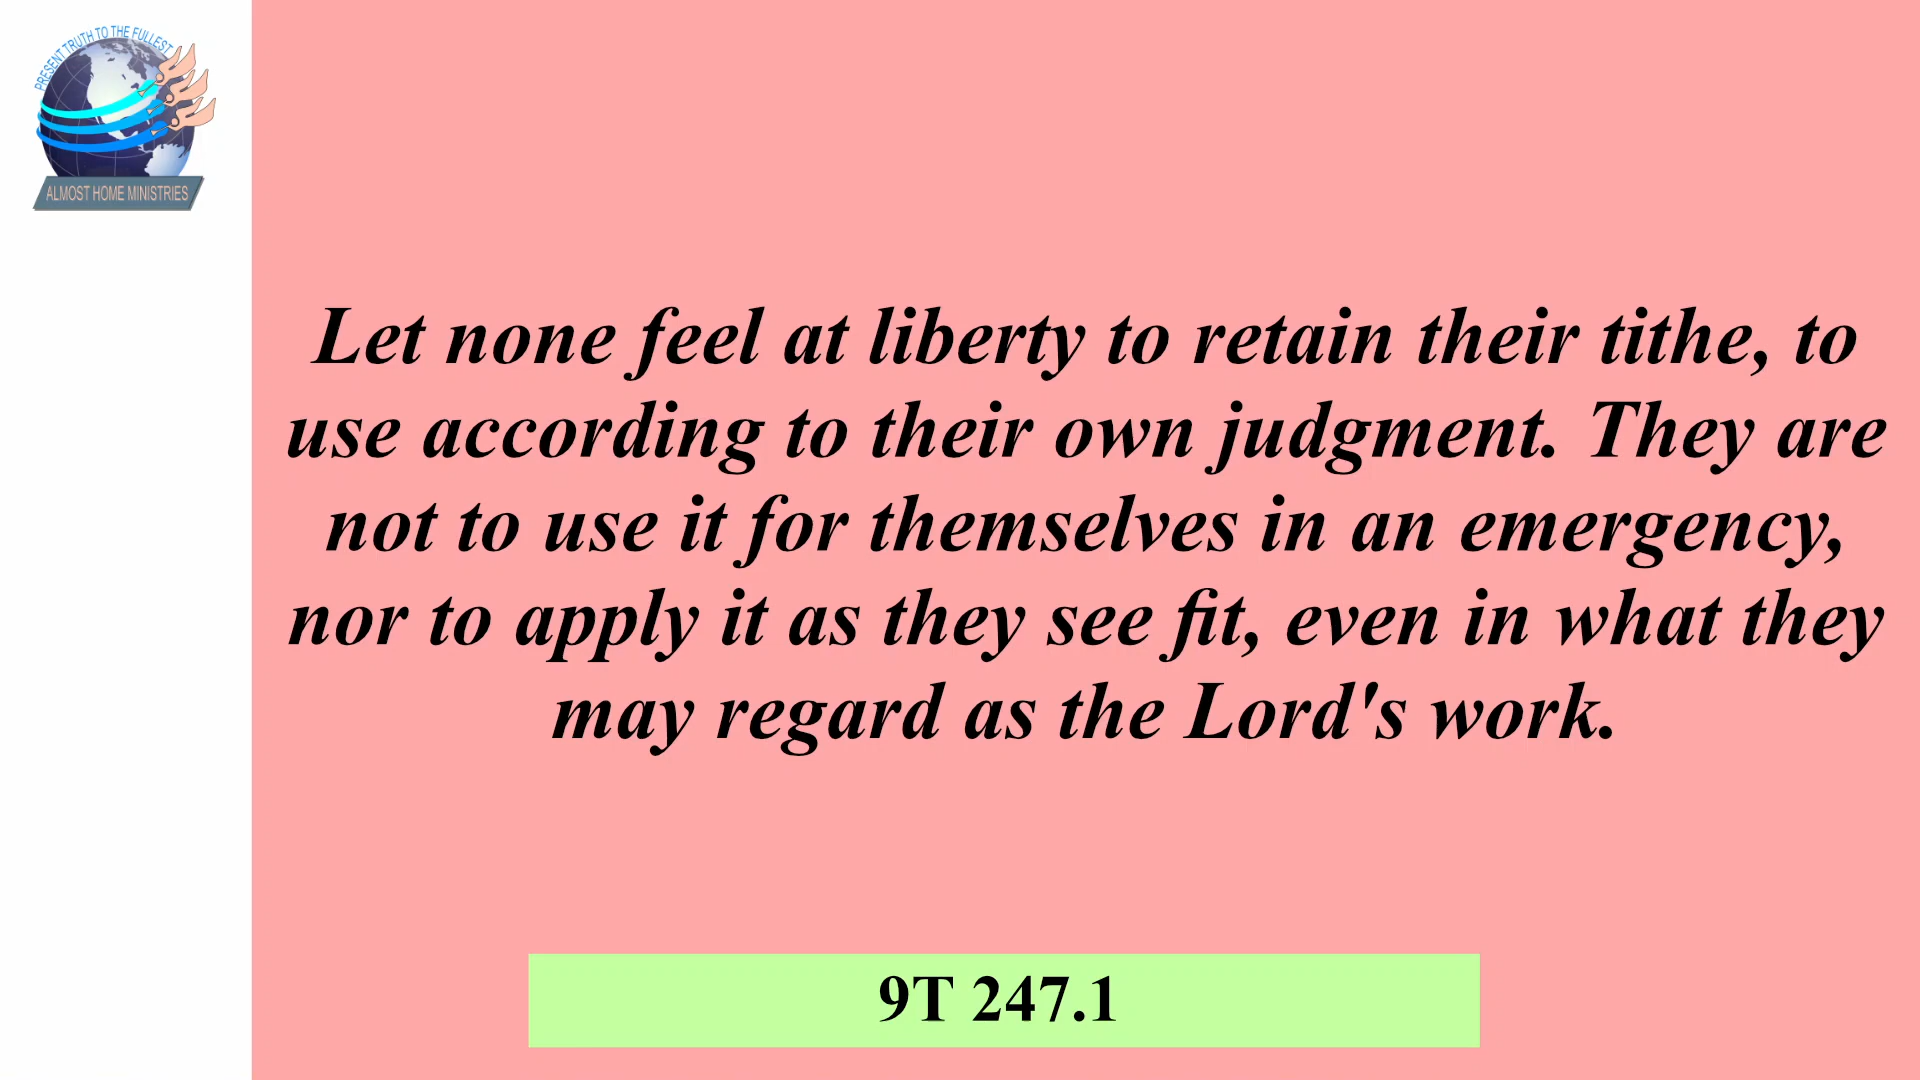 PRESENT TRUTH TO THE FULLEST
ALMOST HOME MINISTRIES
Let none feel at liberty to retain their tithe, to
use according to their own judgment. They are
not to use it for themselves in an emergency,
nor to apply it as they see fit, even in what they
may regard as the Lord's work.
9T 247.1